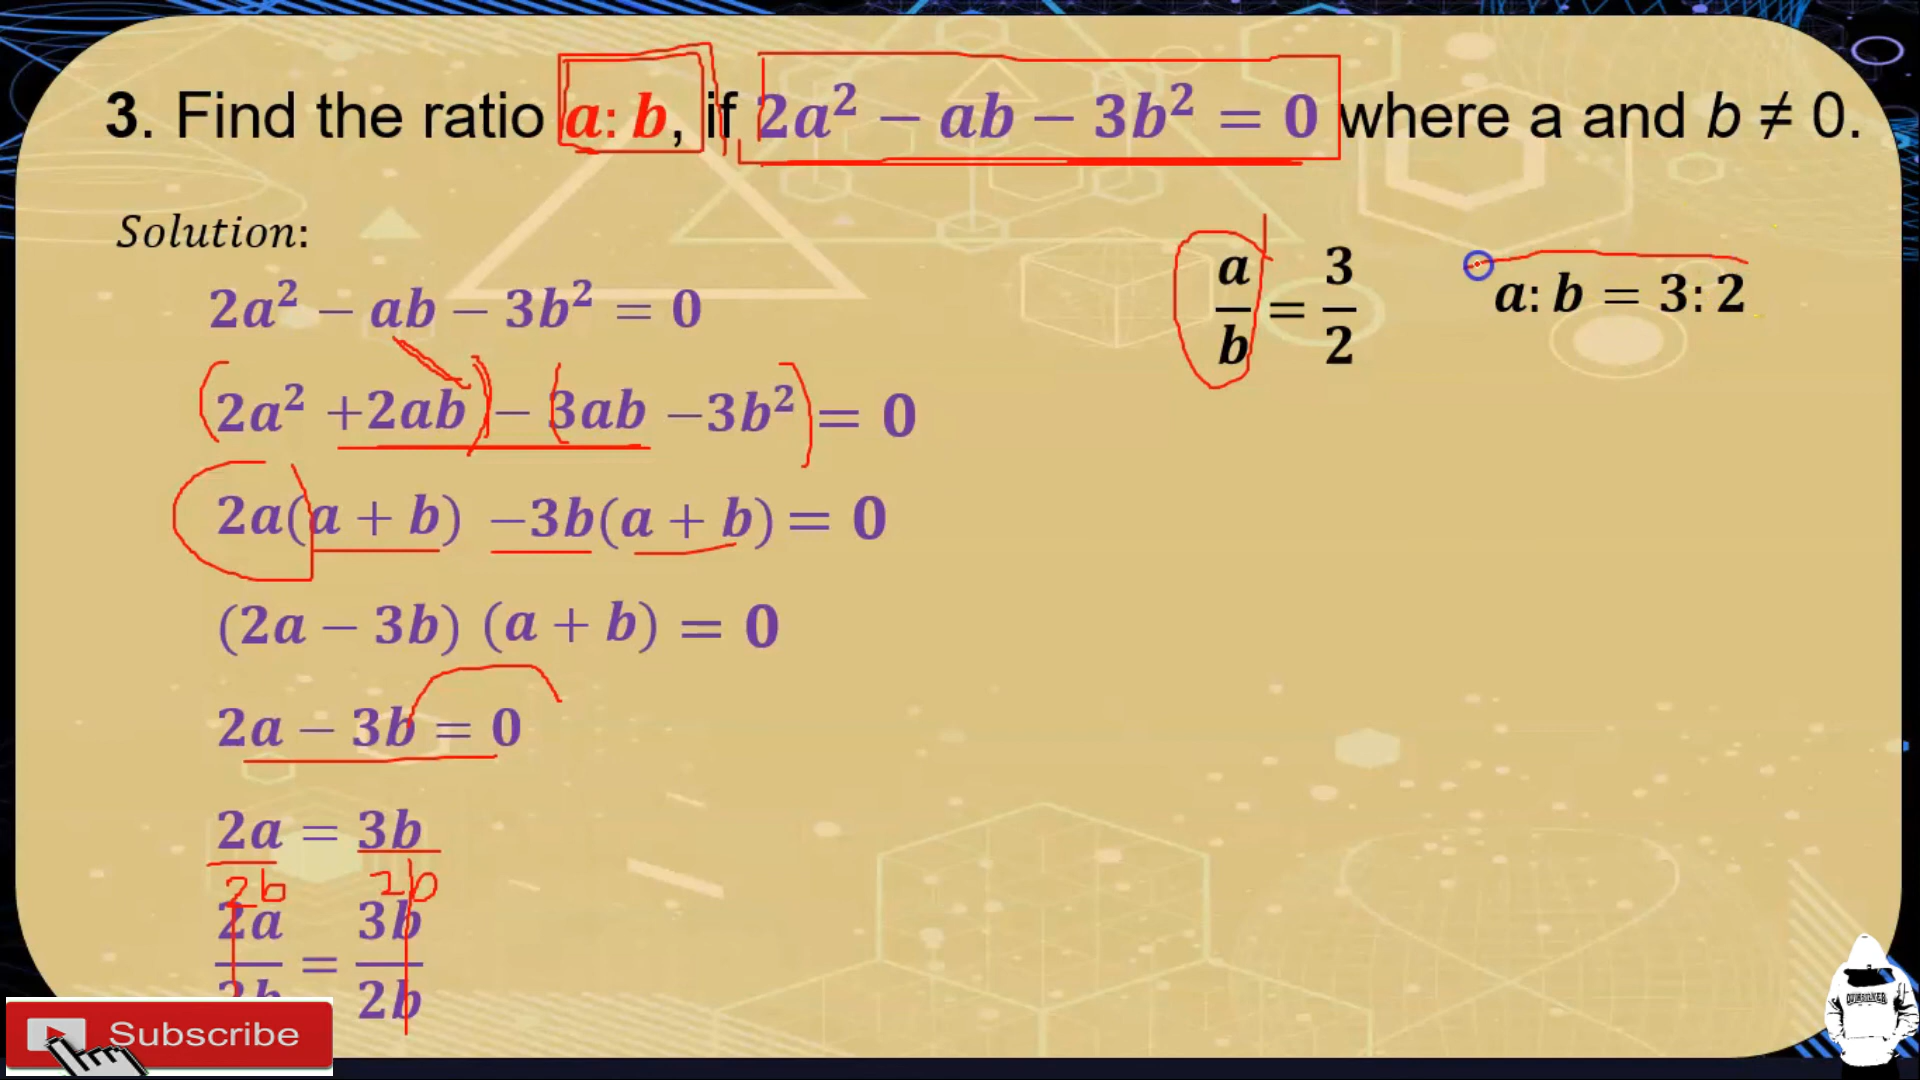 3. Find the ratio a: b, if 2a² − ab − 3b² = 0 where a and b ≠ 0.
Solution:
2a² − ab − 3b² = 0
(2a² +2ab) − (3ab −3b²) = 0
2a(a + b) −3b(a + b) = 0
(2a − 3b) (a + b) = 0
2a − 3b = 0
2a = 3b
2b 2b
2a/2b = 3b/2b
a/b = 3/2
a: b = 3: 2
Subscribe
QUIKSILVER